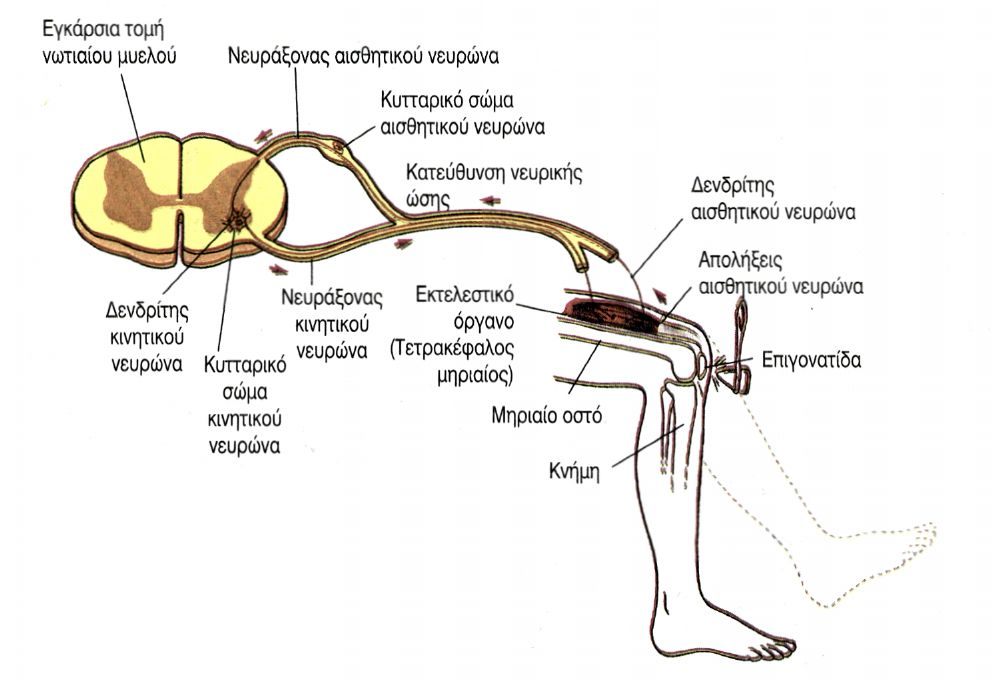 Εγκάρσια τομή
νωτιαίου μυελού
Νευράξονας αισθητικού νευρώνα
Κυτταρικό σώμα
αισθητικού νευρώνα
Κατεύθυνση νευρικής
ώσης
Δενδρίτης
αισθητικού νευρώνα
Απολήξεις
αισθητικού νευρώνα
Δενδρίτης
κινητικού
νευρώνα
Κυτταρικό
σώμα
κινητικού
νευρώνα
Νευράξονας
κινητικού
νευρώνα
Εκτελεστικό
όργανο
(Τετρακέφαλος
μηριαίος)
Επιγονατίδα
Μηριαίο οστό
Κνήμη